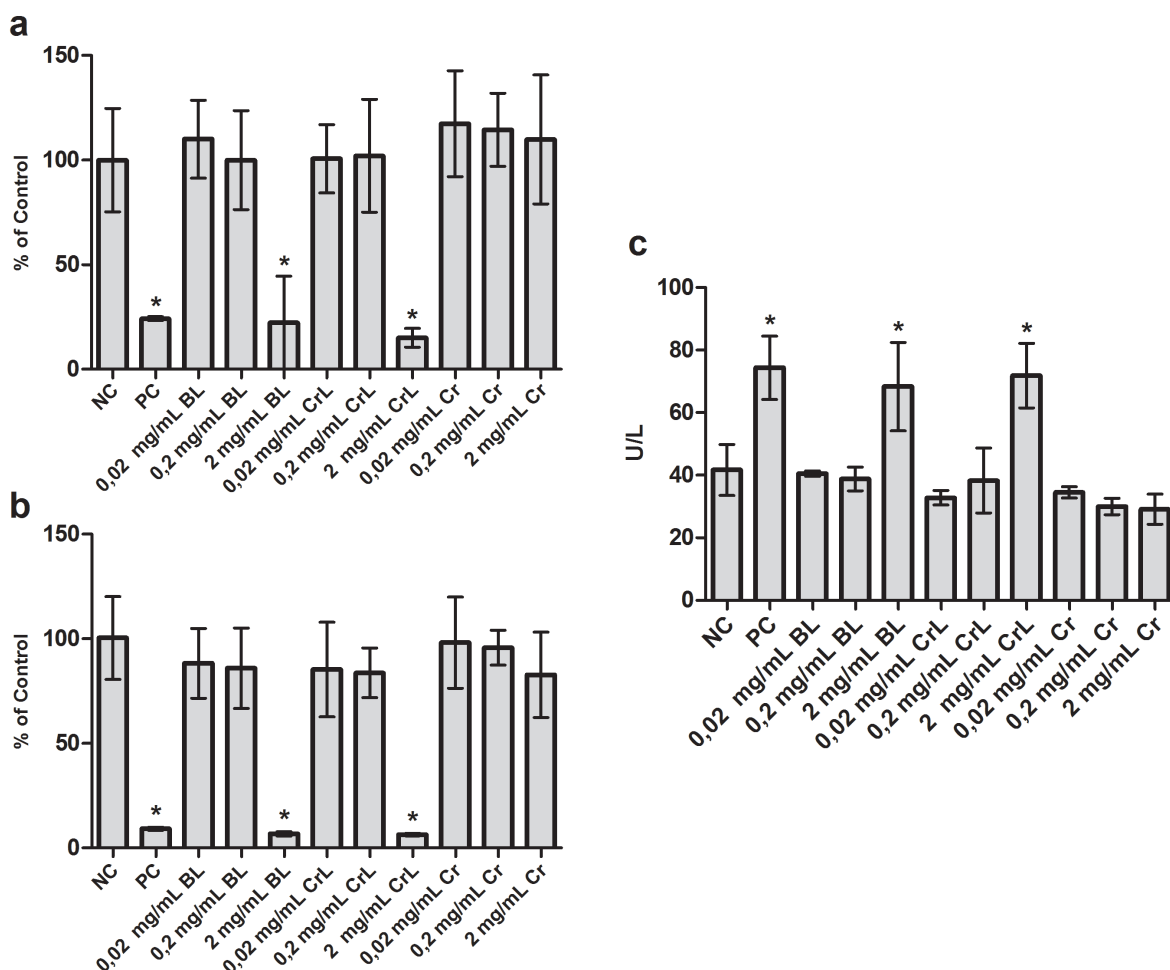 a
150
100
50
0
% of Control
*
*
*
NC
PC
0,02 mg/mL BL
0,2 mg/mL BL
2 mg/mL BL
0,02 mg/mL CrL
0,2 mg/mL CrL
2 mg/mL CrL
0,02 mg/mL Cr
0,2 mg/mL Cr
2 mg/mL Cr
b
150
100
50
0
% of Control
*
*
*
NC
PC
0,02 mg/mL BL
0,2 mg/mL BL
2 mg/mL BL
0,02 mg/mL CrL
0,2 mg/mL CrL
2 mg/mL CrL
0,02 mg/mL Cr
0,2 mg/mL Cr
2 mg/mL Cr
c
100
80
60
40
20
0
U/L
*
*
*
NC
PC
0,02 mg/mL BL
0,2 mg/mL BL
2 mg/mL BL
0,02 mg/mL CrL
0,2 mg/mL CrL
2 mg/mL CrL
0,02 mg/mL Cr
0,2 mg/mL Cr
2 mg/mL Cr